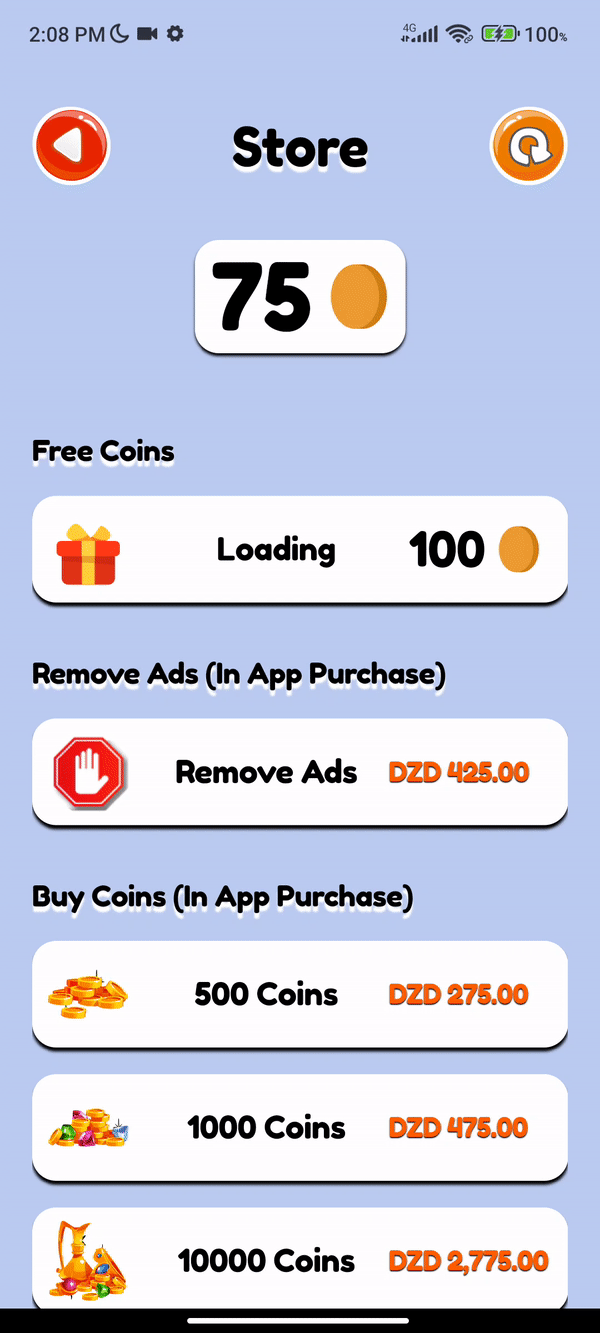 2:08 PM 4G 100%
Store
75
Free Coins
Loading 100
Remove Ads (In App Purchase)
Remove Ads DZD 425.00
Buy Coins (In App Purchase)
500 Coins DZD 275.00
1000 Coins DZD 475.00
10000 Coins DZD 2,775.00